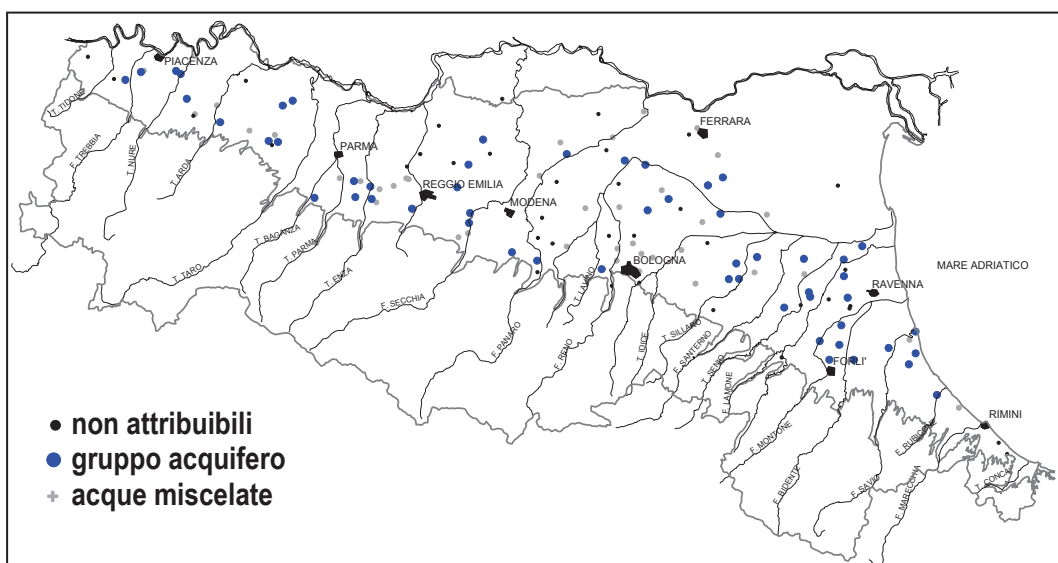 PIACENZA
T. TIDONE
F. TREBBIA
T. NURE
T. ARDA
PARMA
REGGIO EMILIA
MODENA
FERRARA
T. BAGANZA
T. PARMA
T. TARO
T. ENZA
F. SECCHIA
F. PANARO
T. LAVINO
BOLOGNA
F. RENO
T. IDICE
T. SILLARO
F. SANTERNO
T. SENIO
F. LAMONE
MARE ADRIATICO
RAVENNA
FORLI'
F. MONTONE
F. BIDENTE
F. SAVIO
F. RUBICONE
F. MARECCHIA
RIMINI
T. CONCA
non attribuibili
gruppo acquifero
acque miscelate